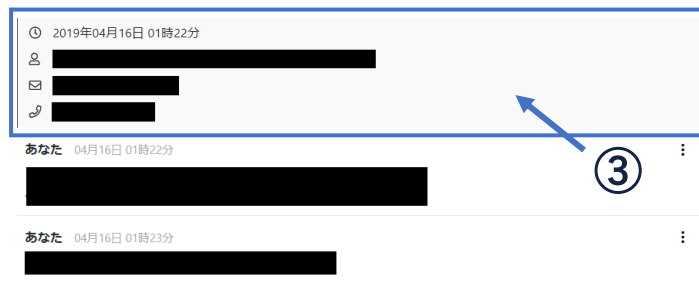 2019年04月16日 01時22分
③
あなた 04月16日 01時22分
あなた 04月16日 01時23分